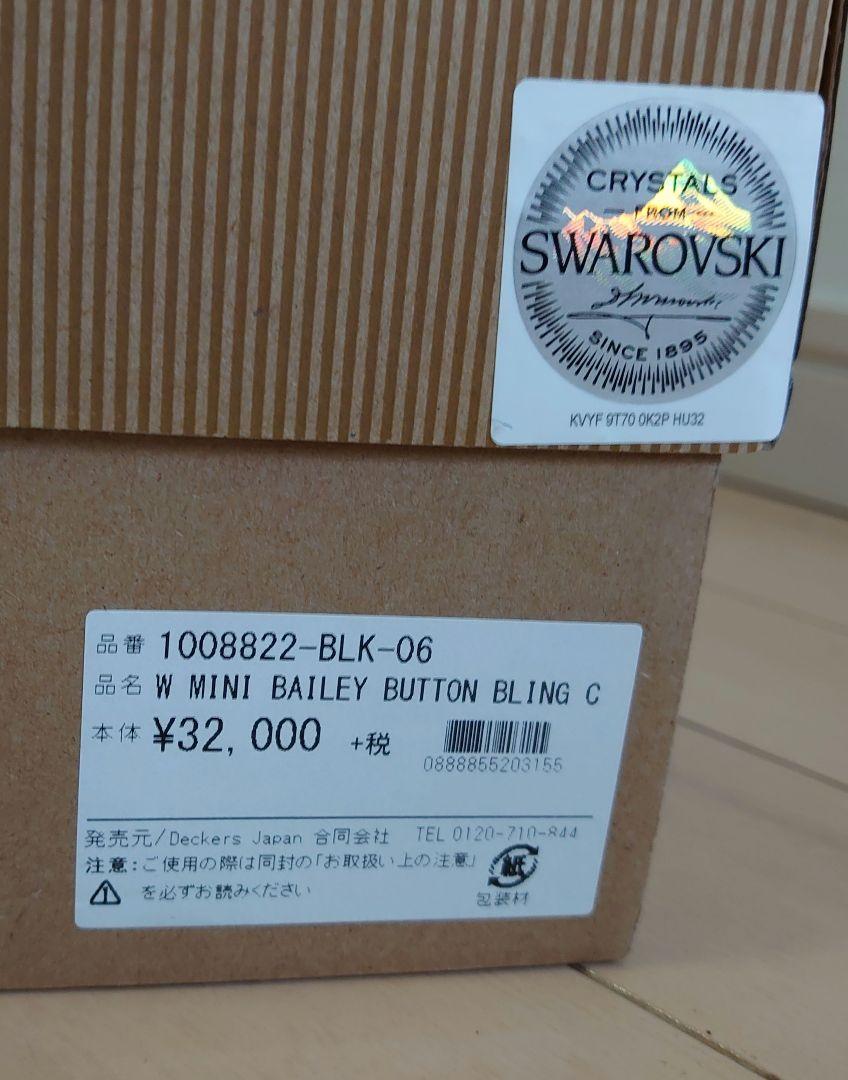 CRYSTALS
FROM
SWAROVSKI
SINCE 1895
KVYF 9T70 0K2P HU32
品番 1008822-BLK-06
品名 W MINI BAILEY BUTTON BLING C
本体 ¥32,000 +税
0888855203155
発売元/Deckers Japan 合同会社 TEL 0120-710-844
注意:ご使用の際は同封の「お取扱い上の注意」
を必ずお読みください
紙
包装材